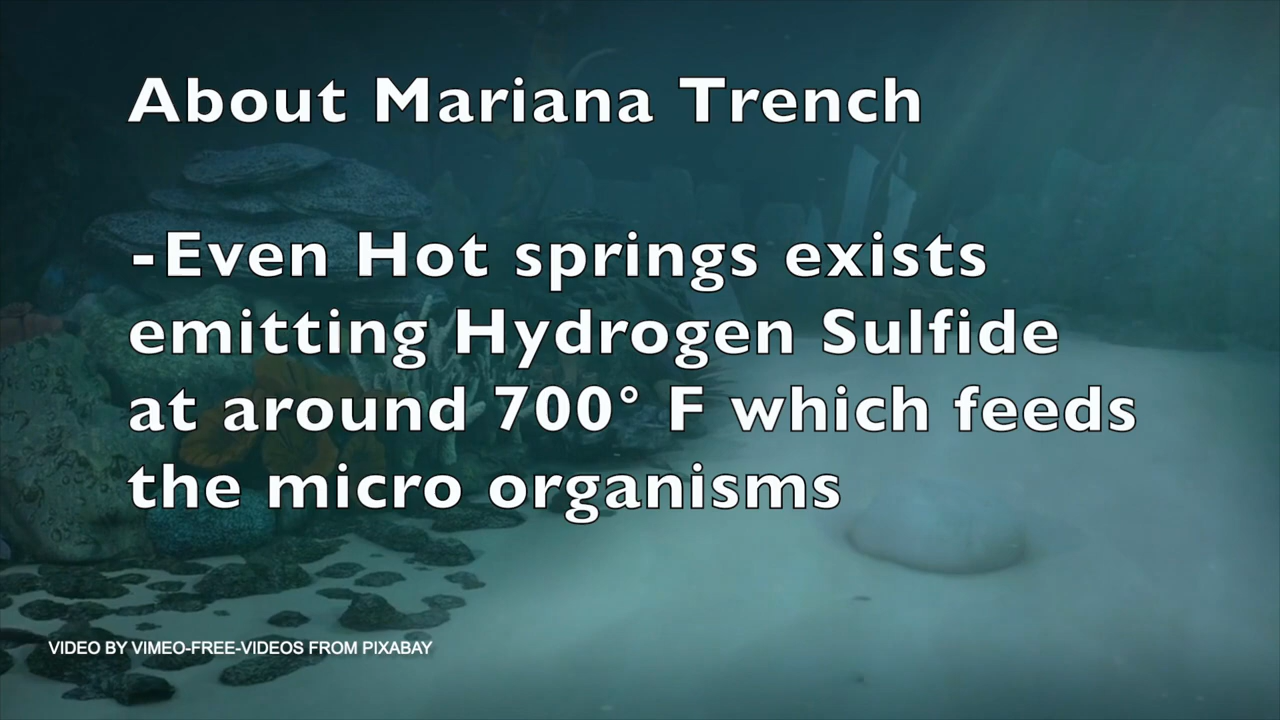 About Mariana Trench
-Even Hot springs exists
emitting Hydrogen Sulfide
at around 700° F which feeds
the micro organisms
VIDEO BY VIMEO-FREE-VIDEOS FROM PIXABAY